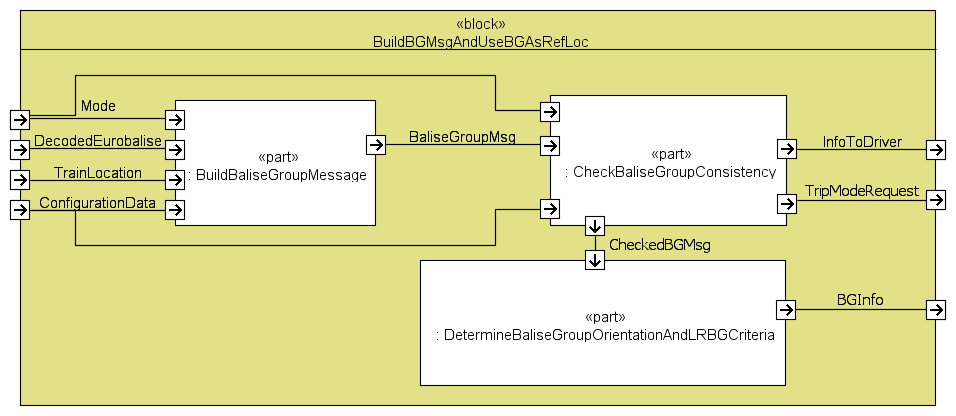 «block»
BuildBGMsgAndUseBGAsRefLoc
Mode
DecodedEurobalise
TrainLocation
ConfigurationData
«part»
: BuildBaliseGroupMessage
BaliseGroupMsg
«part»
: CheckBaliseGroupConsistency
InfoToDriver
TripModeRequest
CheckedBGMsg
«part»
: DetermineBaliseGroupOrientationAndLRBGCriteria
BGInfo